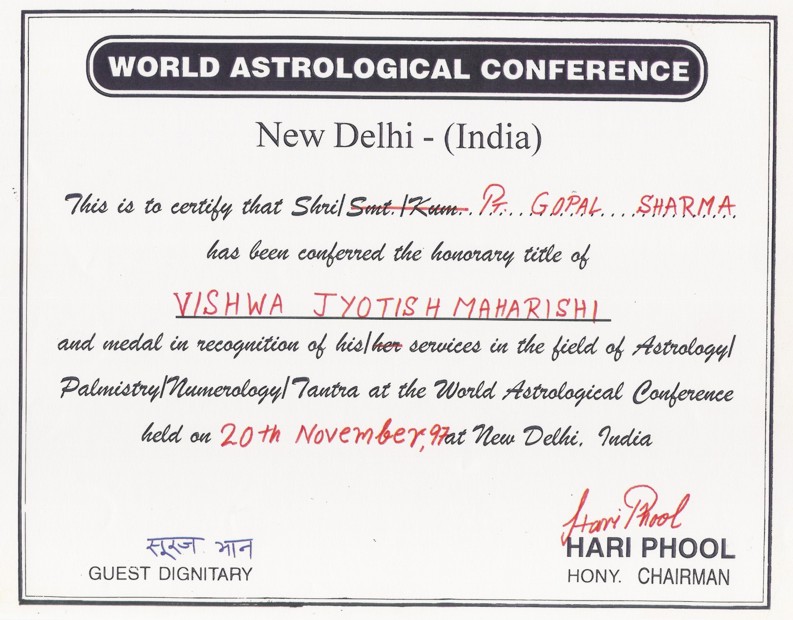 WORLD ASTROLOGICAL CONFERENCE
New Delhi - (India)
This is to certify that Shri/Smt./Kum. Pt. GOPAL SHARMA
has been conferred the honorary title of
VISHWA JYOTISH MAHARISHI
and medal in recognition of his/her services in the field of Astrology/
Palmistry/Numerology/Tantra at the World Astrological Conference
held on 20th November, 97 at New Delhi, India
सूरज भान
GUEST DIGNITARY
Hari Phool
HARI PHOOL
HONY. CHAIRMAN